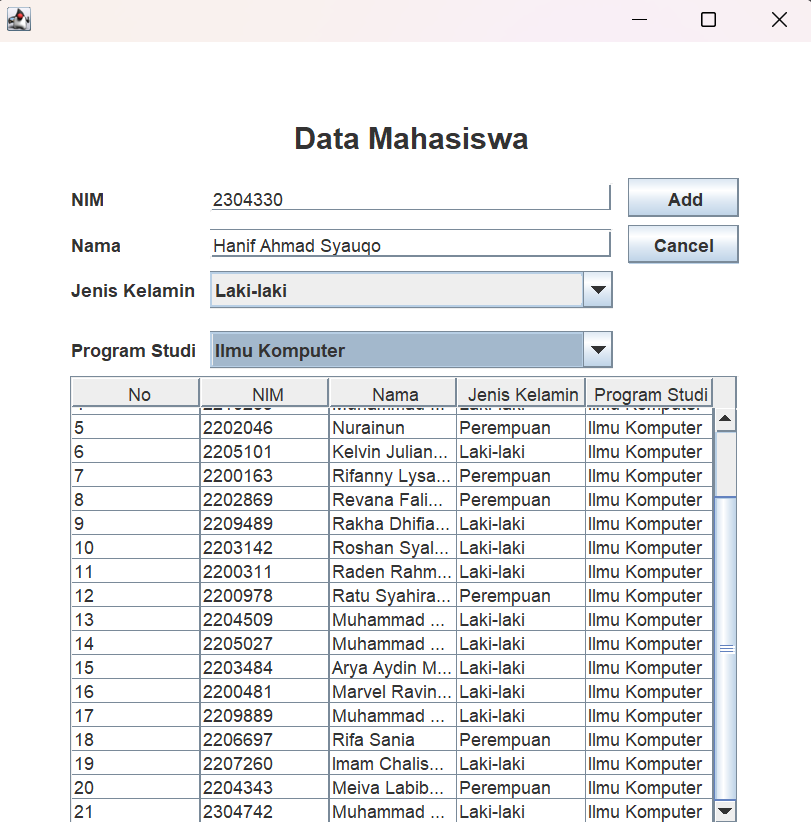 Data Mahasiswa
NIM 2304330 Add
Nama Hanif Ahmad Syauqo Cancel
Jenis Kelamin Laki-laki
Program Studi Ilmu Komputer
No NIM Nama Jenis Kelamin Program Studi
5 2202046 Nurainun Perempuan Ilmu Komputer
6 2205101 Kelvin Julian... Laki-laki Ilmu Komputer
7 2200163 Rifanny Lysa... Perempuan Ilmu Komputer
8 2202869 Revana Fali... Perempuan Ilmu Komputer
9 2209489 Rakha Dhifia... Laki-laki Ilmu Komputer
10 2203142 Roshan Syal... Laki-laki Ilmu Komputer
11 2200311 Raden Rahm... Laki-laki Ilmu Komputer
12 2200978 Ratu Syahira... Perempuan Ilmu Komputer
13 2204509 Muhammad ... Laki-laki Ilmu Komputer
14 2205027 Muhammad ... Laki-laki Ilmu Komputer
15 2203484 Arya Aydin M... Laki-laki Ilmu Komputer
16 2200481 Marvel Ravin... Laki-laki Ilmu Komputer
17 2209889 Muhammad ... Laki-laki Ilmu Komputer
18 2206697 Rifa Sania Perempuan Ilmu Komputer
19 2207260 Imam Chalis... Laki-laki Ilmu Komputer
20 2204343 Meiva Labib... Perempuan Ilmu Komputer
21 2304742 Muhammad ... Laki-laki Ilmu Komputer